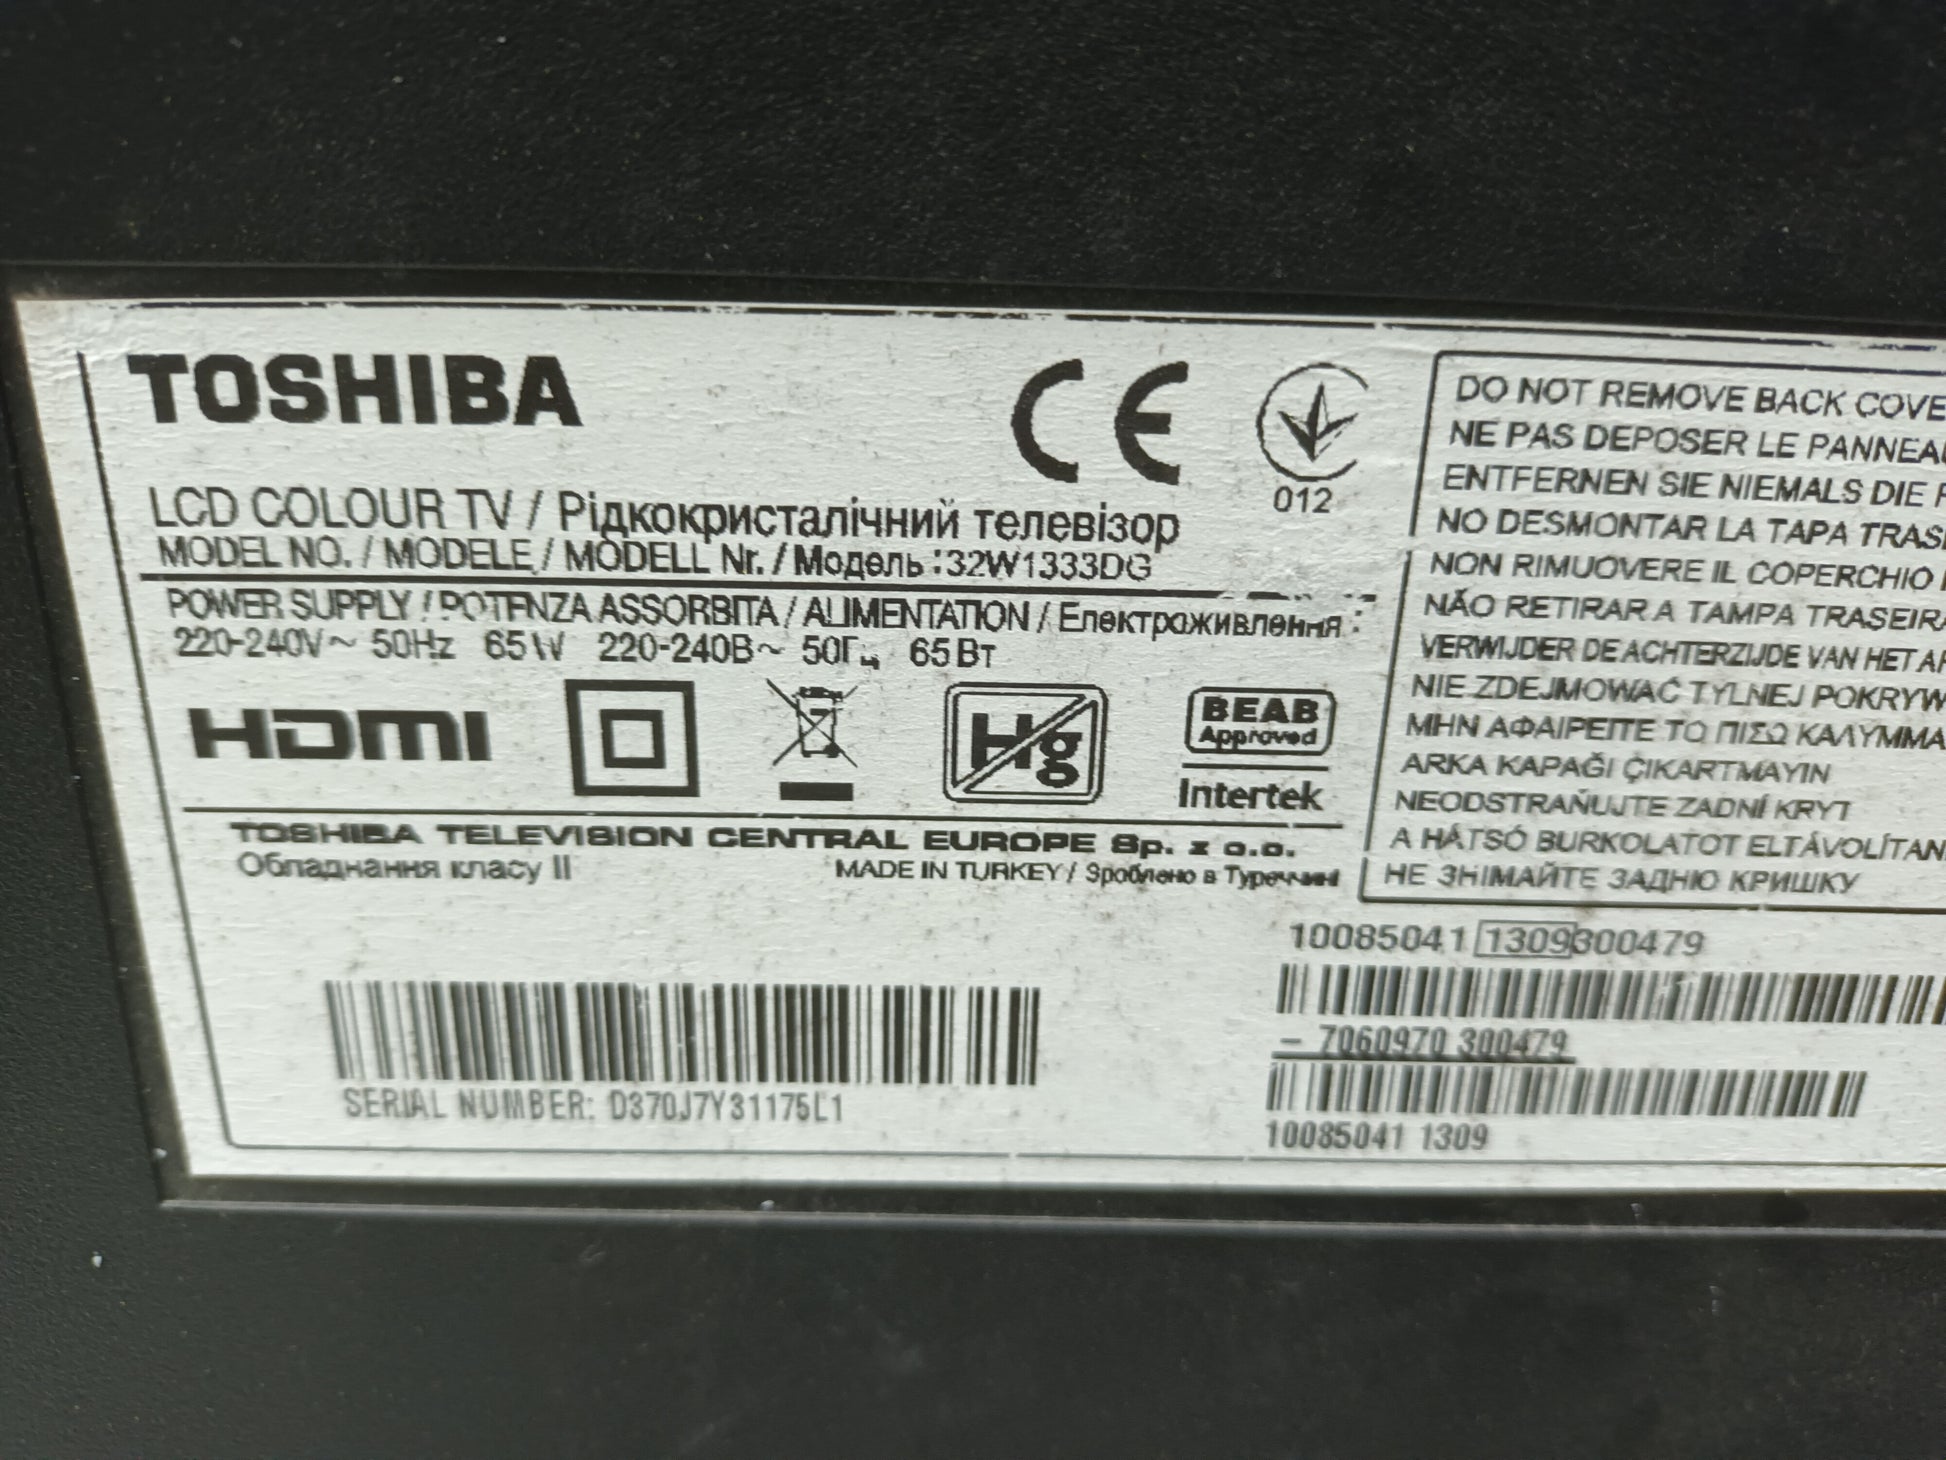 TOSHIBA
CE
012
LCD COLOUR TV / Рідкокристалічний телевізор
MODEL NO. / MODELE / MODELL Nr. / Модель : 32W1333DG
POWER SUPPLY / POTENZA ASSORBITA / ALIMENTATION / Електроживлення :
220-240V~ 50Hz 65W 220-240В~ 50Гц 65Вт
HDMI
Hg
BEAB
Approved
Intertek
TOSHIBA TELEVISION CENTRAL EUROPE Sp. z o.o.
Обладнання класу II
MADE IN TURKEY / Зроблено в Туреччині
SERIAL NUMBER: D370J7Y31175L1
DO NOT REMOVE BACK COVE
NE PAS DEPOSER LE PANNEAU
ENTFERNEN SIE NIEMALS DIE
NO DESMONTAR LA TAPA TRAS
NON RIMUOVERE IL COPERCHIO
NÃO RETIRAR A TAMPA TRASEIRA
VERWIJDER DE ACHTERZIJDE VAN HET
NIE ZDEJMOWAĆ TYLNEJ POKRYW
ΜΗΝ ΑΦΑΙΡΕΙΤΕ ΤΟ ΠΙΣΩ ΚΑΛΥΜΜΑ
ARKA KAPAĞI ÇIKARTMAYIN
NEODSTRAŇUJTE ZADNÍ KRYT
A HÁTSÓ BURKOLATOT ELTÁVOLÍTAN
НЕ ЗНІМАЙТЕ ЗАДНЮ КРИШКУ
10085041 1309300479
- 7060970 300479
10085041 1309